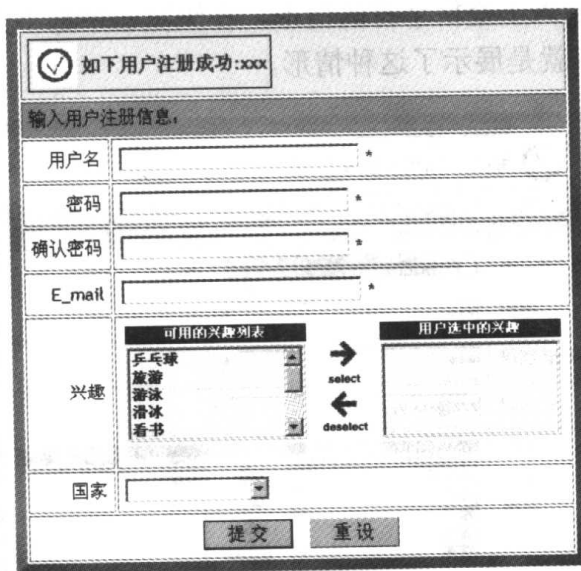 如下用户注册成功:xxx
输入用户注册信息:
用户名 *
密码 *
确认密码 *
E_mail *
兴趣
可用的兴趣列表
乒乓球
旅游
游泳
滑冰
看书
select
deselect
用户选中的兴趣
国家
提交 重设